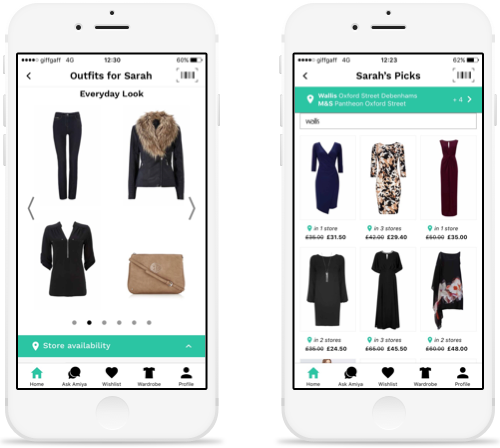 giffgaff 4G 12:30 60%
Outfits for Sarah
Everyday Look
Store availability
Home Ask Amiya Wishlist Wardrobe Profile
giffgaff 4G 12:23 62%
Sarah's Picks
Wallis Oxford Street Debenhams
M&S Pantheon Oxford Street
+ 4
wallis
in 1 stores in 3 stores in 1 stores
£35.00 £31.50 £42.00 £29.40 £50.00 £35.00
in 2 stores in 3 stores in 2 stores
£35.00 £24.50 £65.00 £45.50 £60.00 £48.00
Home Ask Amiya Wishlist Wardrobe Profile